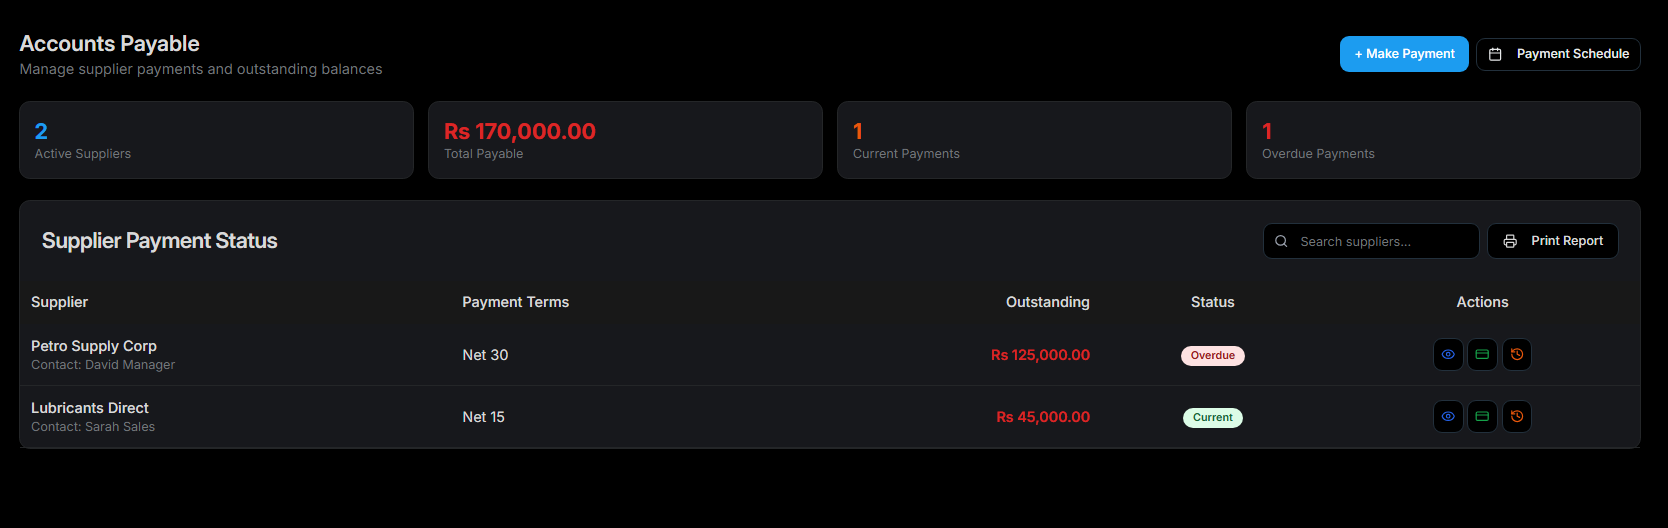 Accounts Payable
Manage supplier payments and outstanding balances
+ Make Payment
Payment Schedule
2
Active Suppliers
Rs 170,000.00
Total Payable
1
Current Payments
1
Overdue Payments
Supplier Payment Status
Search suppliers...
Print Report
Supplier Payment Terms Outstanding Status Actions
Petro Supply Corp
Contact: David Manager
Net 30 Rs 125,000.00 Overdue
Lubricants Direct
Contact: Sarah Sales
Net 15 Rs 45,000.00 Current